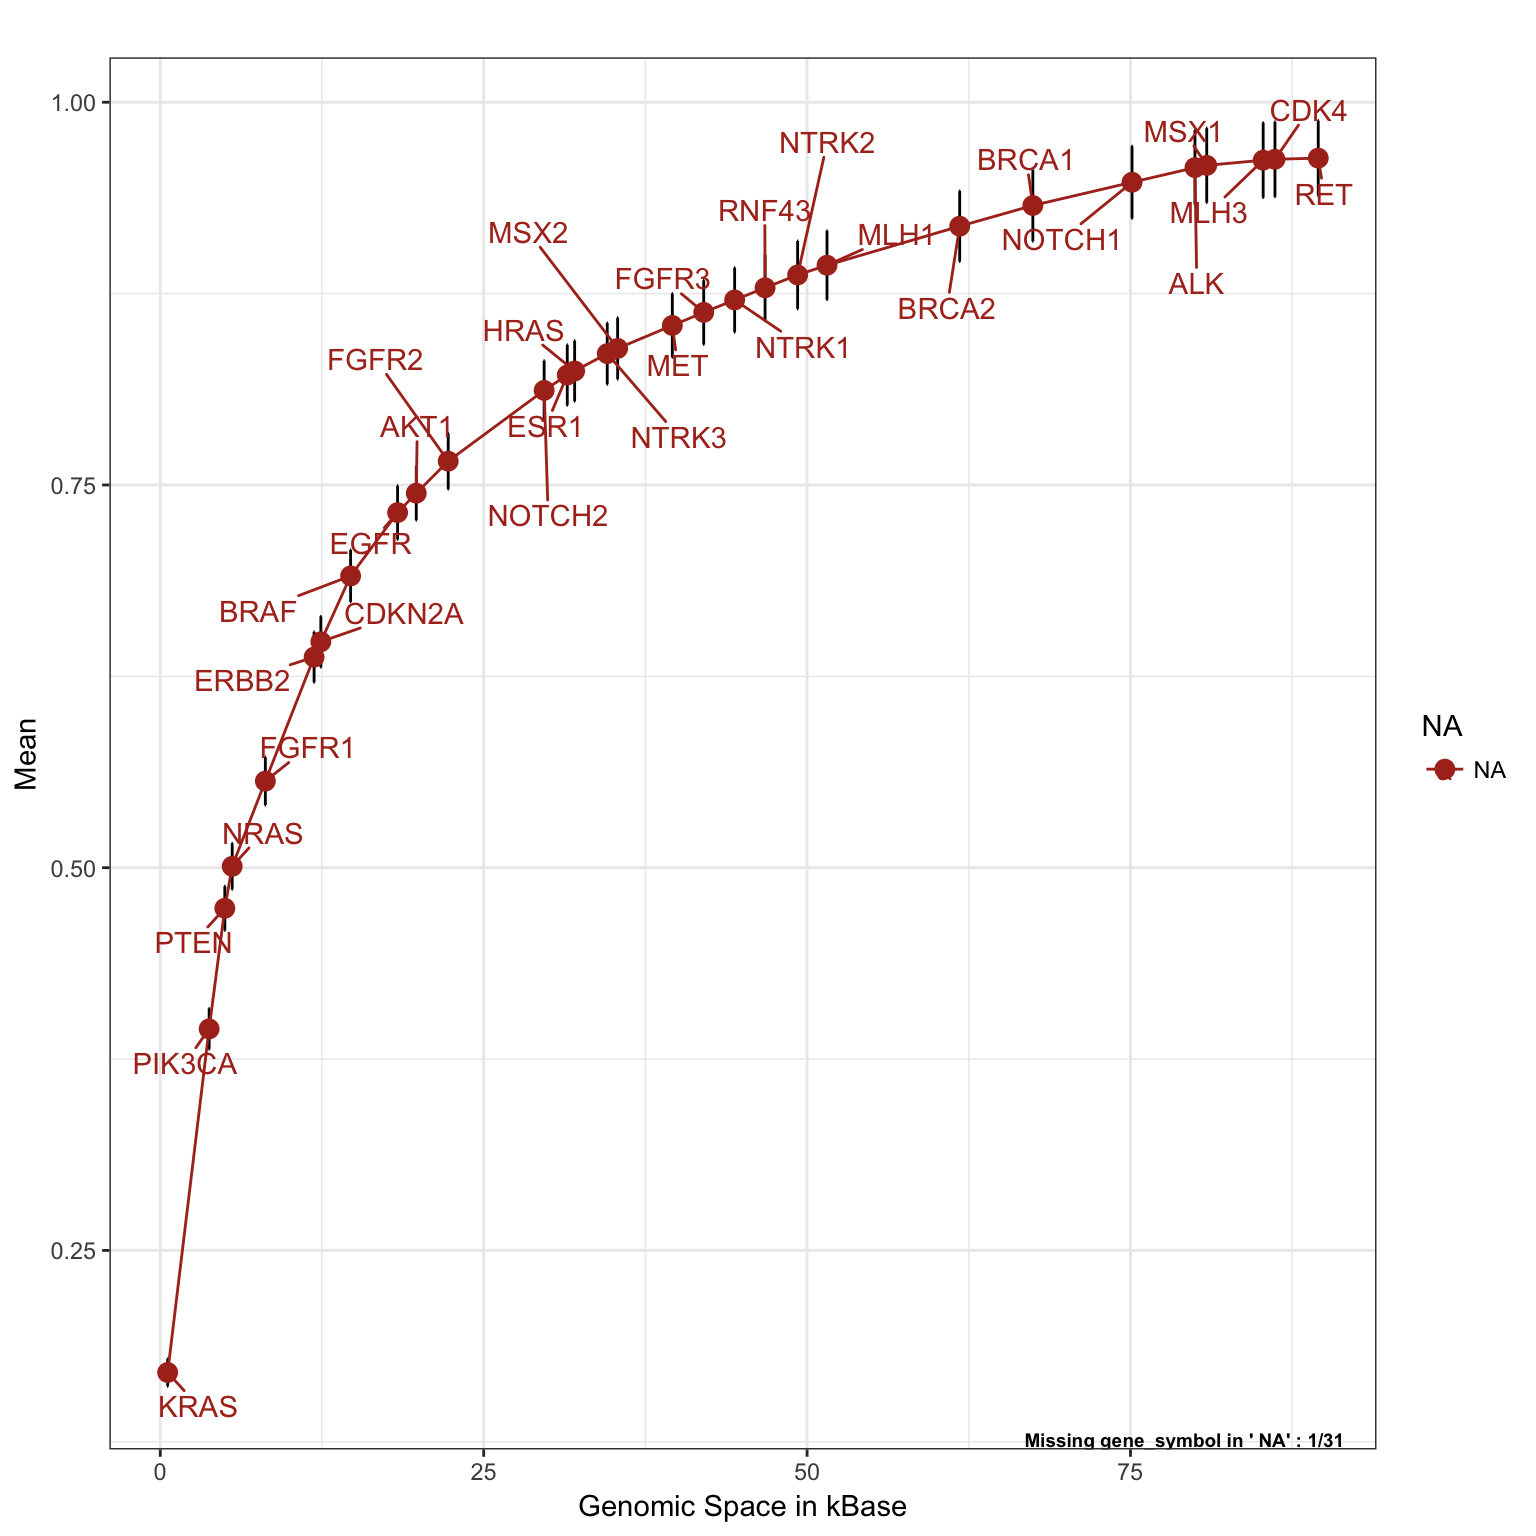 1.00
0.75
0.50
0.25
Mean
CDK4
MSX1
NTRK2
BRCA1
RET
RNF43
MLH3
MSX2
MLH1
NOTCH1
FGFR3
ALK
BRCA2
HRAS
NTRK1
FGFR2
MET
AKT1
ESR1
NTRK3
NOTCH2
EGFR
BRAF
CDKN2A
ERBB2
FGFR1
NRAS
PTEN
PIK3CA
KRAS
NA
NA
Missing gene_symbol in ' NA' : 1/31
0 25 50 75
Genomic Space in kBase